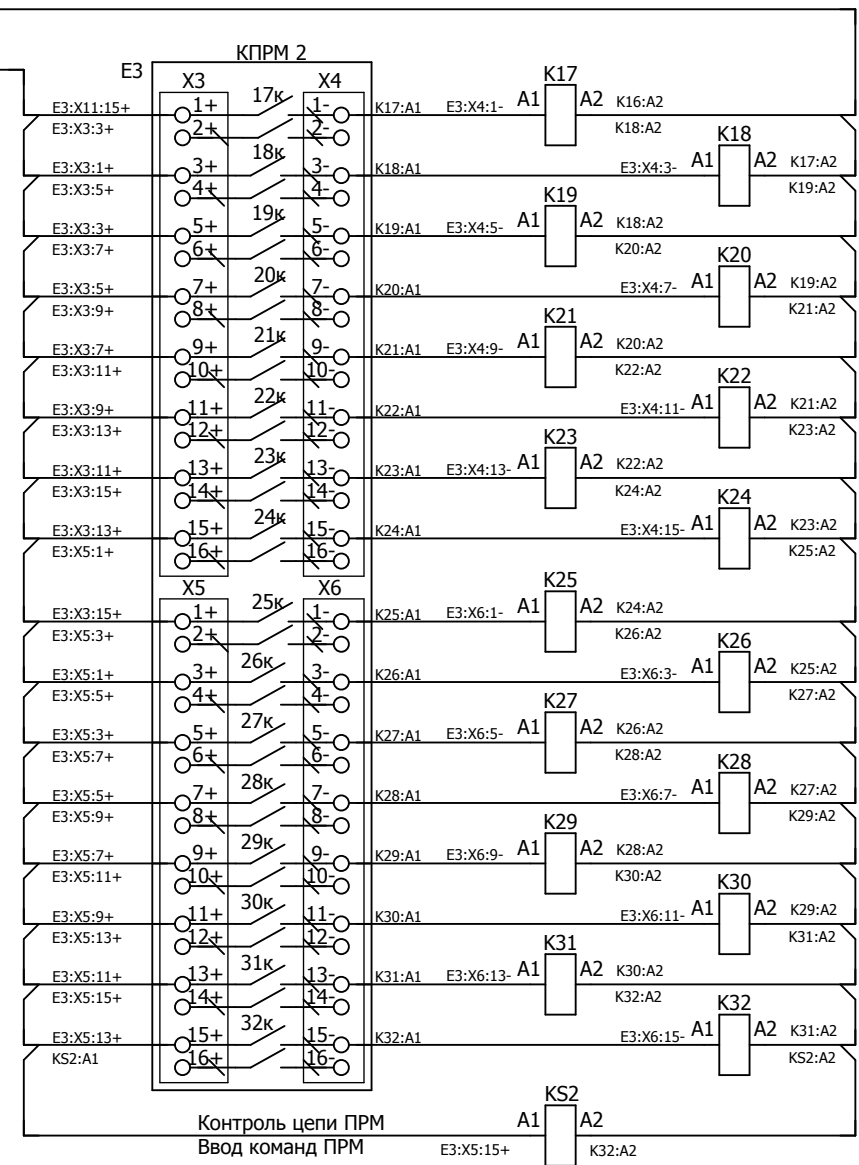 КПРМ 2
E3
X3 X4
K17
E3:X11:15+ 1+ 17к 1- K17:A1 E3:X4:1- A1 A2 K16:A2
E3:X3:3+ 2+ 2- K18:A2
K18
E3:X3:1+ 3+ 18к 3- K18:A1 E3:X4:3- A1 A2 K17:A2
E3:X3:5+ 4+ 4- K19:A2
K19
E3:X3:3+ 5+ 19к 5- K19:A1 E3:X4:5- A1 A2 K18:A2
E3:X3:7+ 6+ 6- K20:A2
K20
E3:X3:5+ 7+ 20к 7- K20:A1 E3:X4:7- A1 A2 K19:A2
E3:X3:9+ 8+ 8- K21:A2
K21
E3:X3:7+ 9+ 21к 9- K21:A1 E3:X4:9- A1 A2 K20:A2
E3:X3:11+ 10+ 10- K22:A2
K22
E3:X3:9+ 11+ 22к 11- K22:A1 E3:X4:11- A1 A2 K21:A2
E3:X3:13+ 12+ 12- K23:A2
K23
E3:X3:11+ 13+ 23к 13- K23:A1 E3:X4:13- A1 A2 K22:A2
E3:X3:15+ 14+ 14- K24:A2
K24
E3:X3:13+ 15+ 24к 15- K24:A1 E3:X4:15- A1 A2 K23:A2
E3:X5:1+ 16+ 16- K25:A2
X5 X6
K25
E3:X3:15+ 1+ 25к 1- K25:A1 E3:X6:1- A1 A2 K24:A2
E3:X5:3+ 2+ 2- K26:A2
K26
E3:X5:1+ 3+ 26к 3- K26:A1 E3:X6:3- A1 A2 K25:A2
E3:X5:5+ 4+ 4- K27:A2
K27
E3:X5:3+ 5+ 27к 5- K27:A1 E3:X6:5- A1 A2 K26:A2
E3:X5:7+ 6+ 6- K28:A2
K28
E3:X5:5+ 7+ 28к 7- K28:A1 E3:X6:7- A1 A2 K27:A2
E3:X5:9+ 8+ 8- K29:A2
K29
E3:X5:7+ 9+ 29к 9- K29:A1 E3:X6:9- A1 A2 K28:A2
E3:X5:11+ 10+ 10- K30:A2
K30
E3:X5:9+ 11+ 30к 11- K30:A1 E3:X6:11- A1 A2 K29:A2
E3:X5:13+ 12+ 12- K31:A2
K31
E3:X5:11+ 13+ 31к 13- K31:A1 E3:X6:13- A1 A2 K30:A2
E3:X5:15+ 14+ 14- K32:A2
K32
E3:X5:13+ 15+ 32к 15- K32:A1 E3:X6:15- A1 A2 K31:A2
KS2:A1 16+ 16- KS2:A2
KS2
Контроль цепи ПРМ A1 A2
Ввод команд ПРМ E3:X5:15+ K32:A2